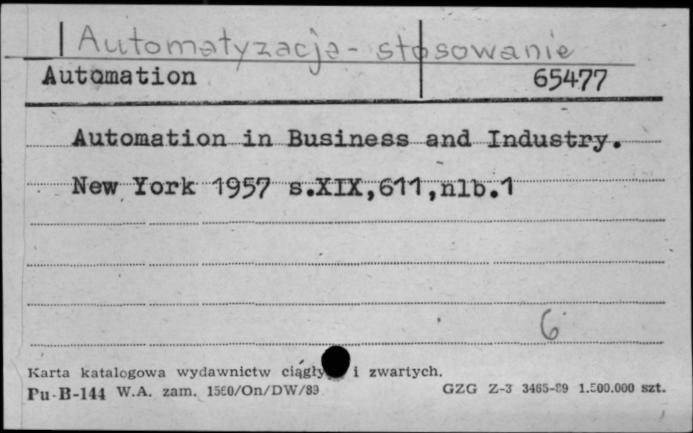 Automatyzacja - stosowanie
Automation 65477
Automation in Business and Industry.
New York 1957 s.XIX,611,nlb.1
6
Karta katalogowa wydawnictw ciągły i zwartych.
Pu-B-144 W.A. zam. 1560/On/DW/89 GZG Z-3 3465-89 1.500.000 szt.